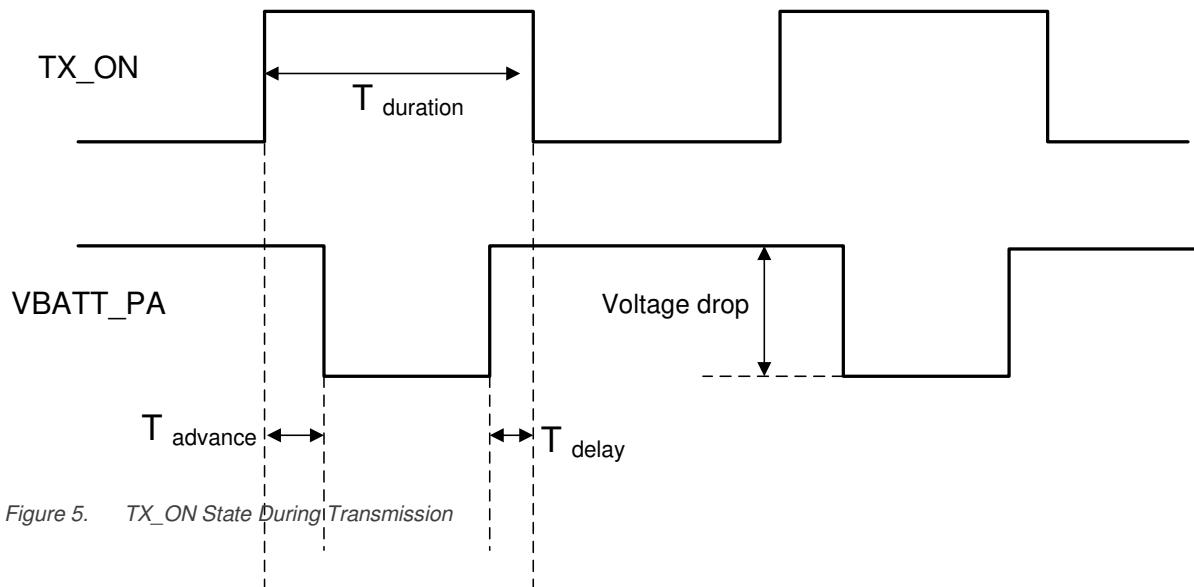 TX_ON
T duration
VBATT_PA
Voltage drop
T advance
T delay
Figure 5. TX_ON State During Transmission